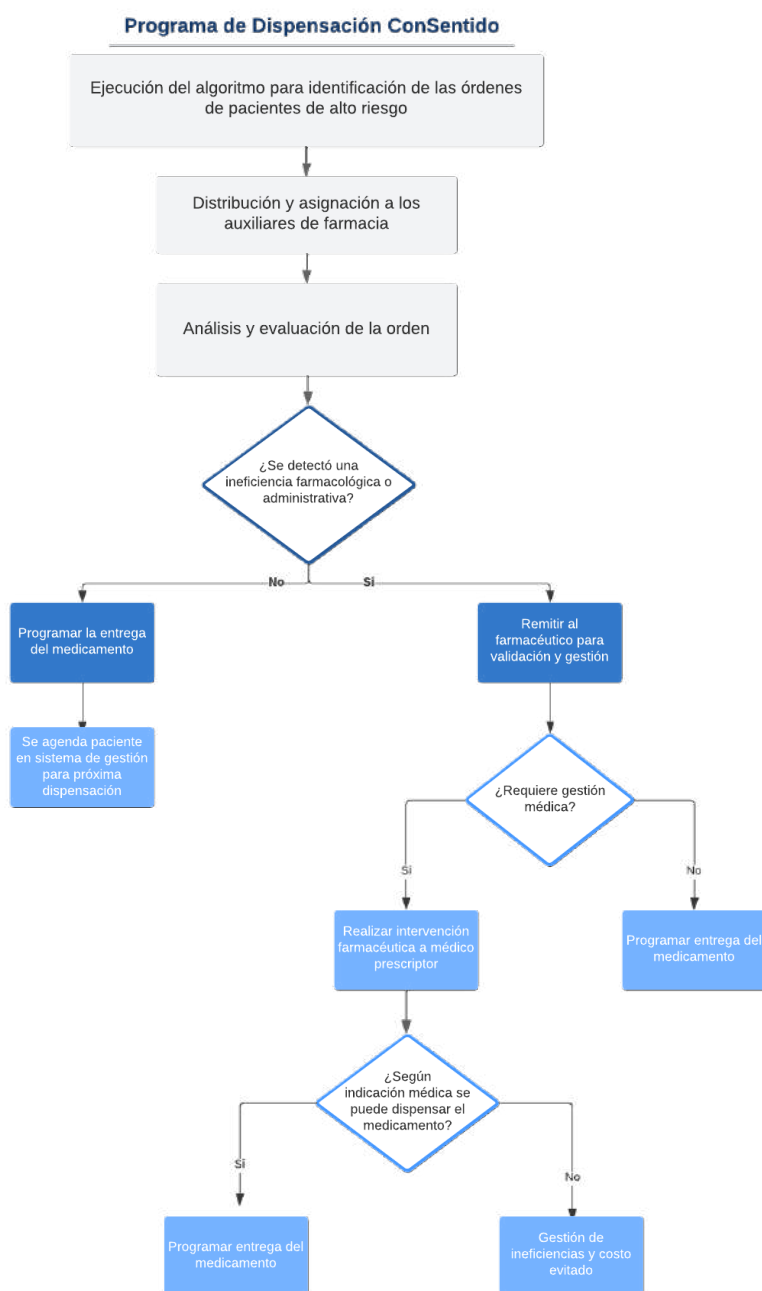 Programa de Dispensación ConSentido
Ejecución del algoritmo para identificación de las órdenes
de pacientes de alto riesgo
Distribución y asignación a los
auxiliares de farmacia
Análisis y evaluación de la orden
¿Se detectó una
ineficiencia farmacológica o
administrativa?
No
Sí
Programar la entrega
del medicamento
Remitir al
farmacéutico para
validación y gestión
Se agenda paciente
en sistema de gestión
para próxima
dispensación
¿Requiere gestión
médica?
Sí
No
Realizar intervención
farmacéutica a médico
prescriptor
Programar entrega del
medicamento
¿Según
indicación médica se
puede dispensar el
medicamento?
Sí
No
Programar entrega del
medicamento
Gestión de
ineficiencias y costo
evitado